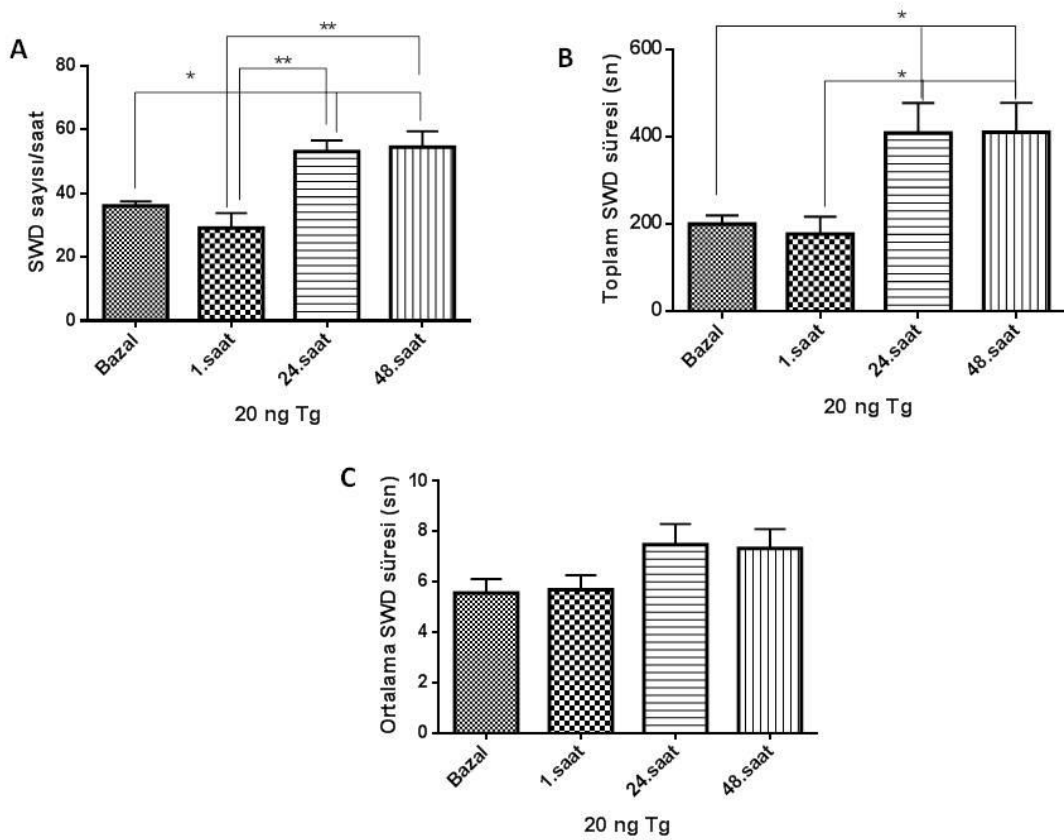 A
SWD sayısı/saat
80
60
40
20
0
*
**
**
Bazal
1.saat
24.saat
48.saat
20 ng Tg
B
Toplam SWD süresi (sn)
600
400
200
0
*
*
Bazal
1.saat
24.saat
48.saat
20 ng Tg
C
Ortalama SWD süresi (sn)
10
8
6
4
2
0
Bazal
1.saat
24.saat
48.saat
20 ng Tg